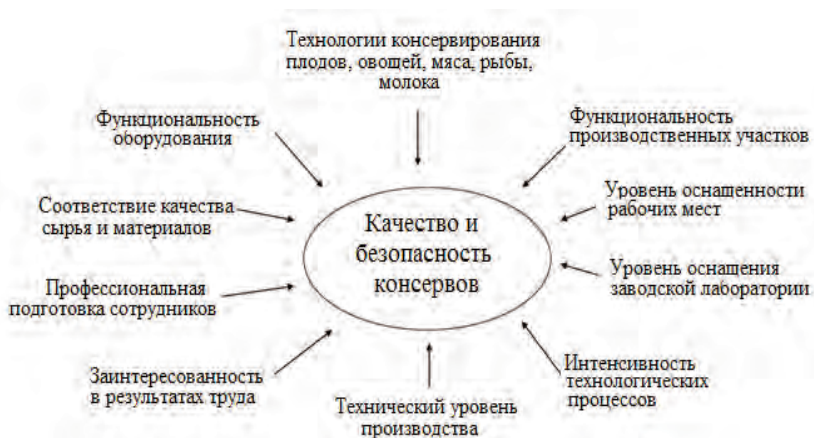 Технологии консервирования
плодов, овощей, мяса, рыбы,
молока
Функциональность
оборудования
Функциональность
производственных участков
Соответствие качества
сырья и материалов
Уровень оснащенности
рабочих мест
Качество и
безопасность
консервов
Профессиональная
подготовка сотрудников
Уровень оснащения
заводской лаборатории
Заинтересованность
в результатах труда
Технический уровень
производства
Интенсивность
технологических
процессов